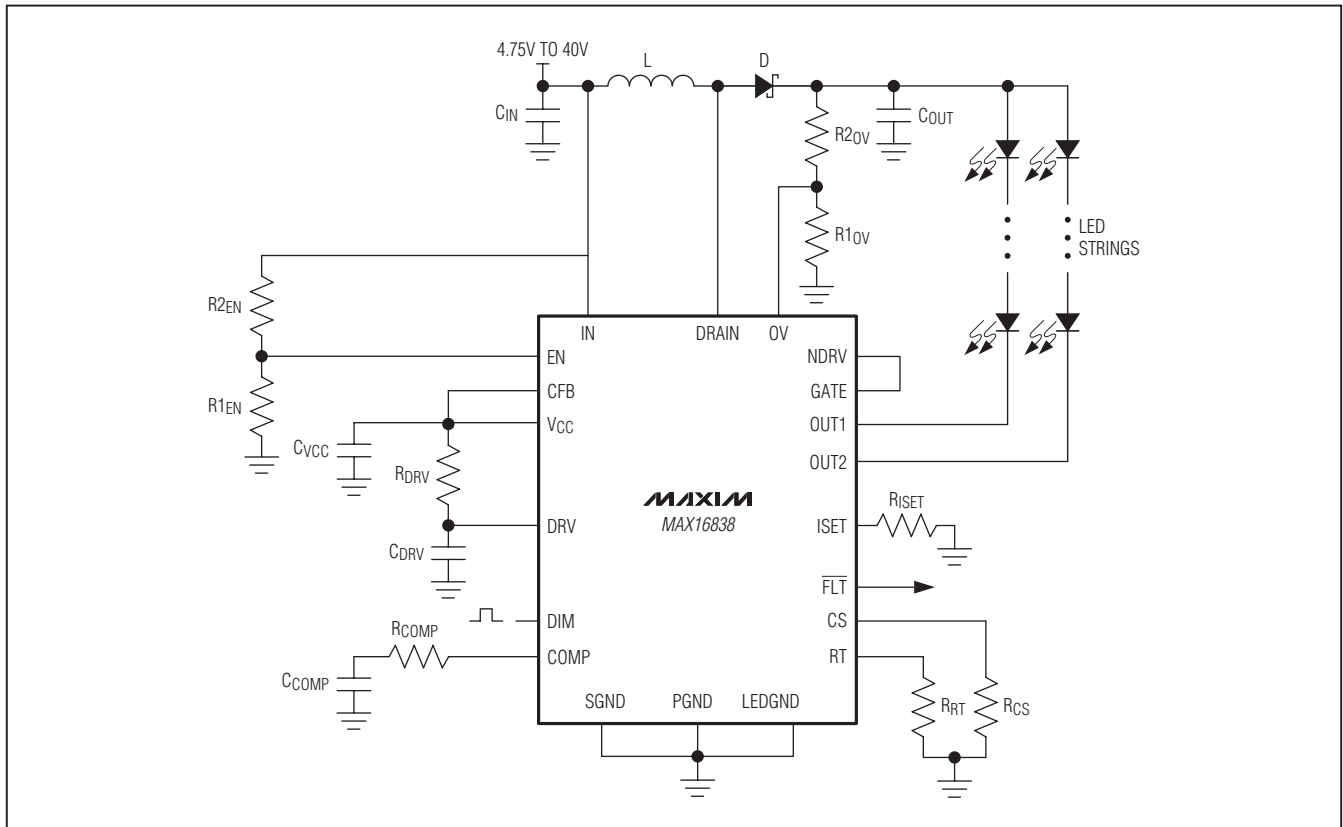 4.75V TO 40V
L
D
CIN
R2OV
COUT
R1OV
LED
STRINGS
R2EN
R1EN
IN
DRAIN
OV
EN
NDRV
CFB
GATE
VCC
OUT1
CVCC
OUT2
RDRV
MAXIM
MAX16838
ISET
RISET
DRV
CDRV
FLT
DIM
CS
RCOMP
COMP
RT
CCOMP
SGND
PGND
LEDGND
RRT
RCS